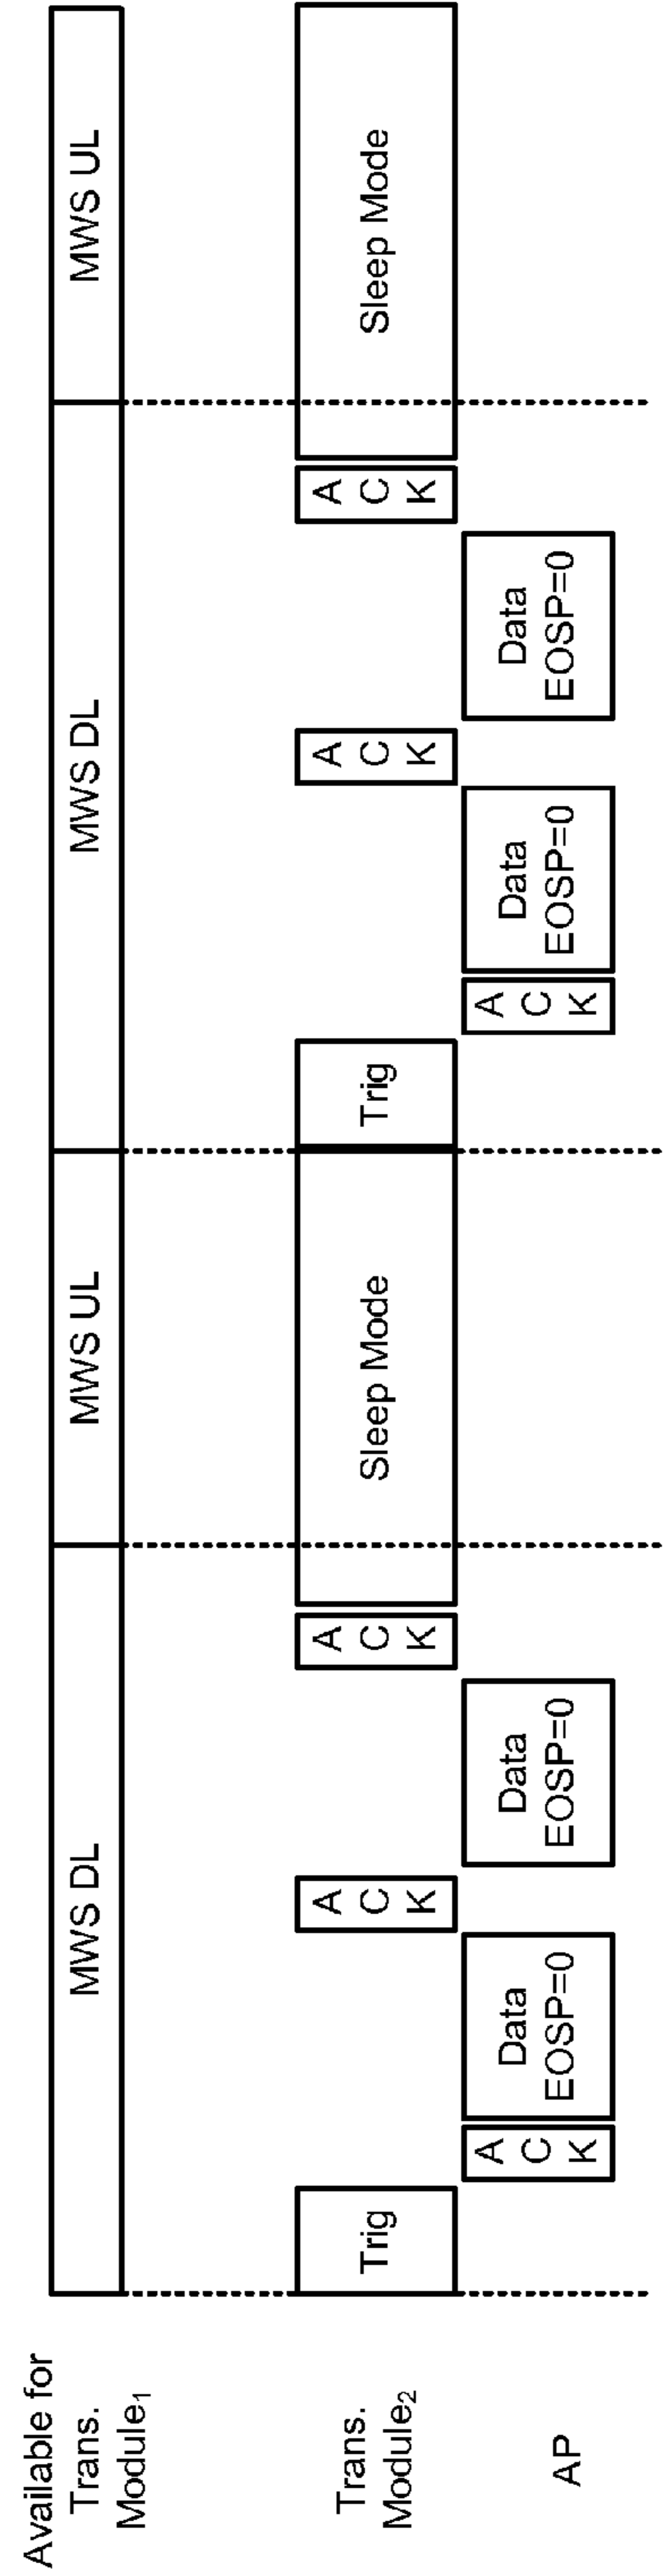 Available for
Trans.
Module₁
MWS DL
MWS UL
MWS DL
MWS UL
Trans.
Module₂
Trig
A
C
K
A
C
K
Sleep Mode
Trig
A
C
K
A
C
K
Sleep Mode
AP
A
C
K
Data
EOSP=0
Data
EOSP=0
A
C
K
Data
EOSP=0
Data
EOSP=0